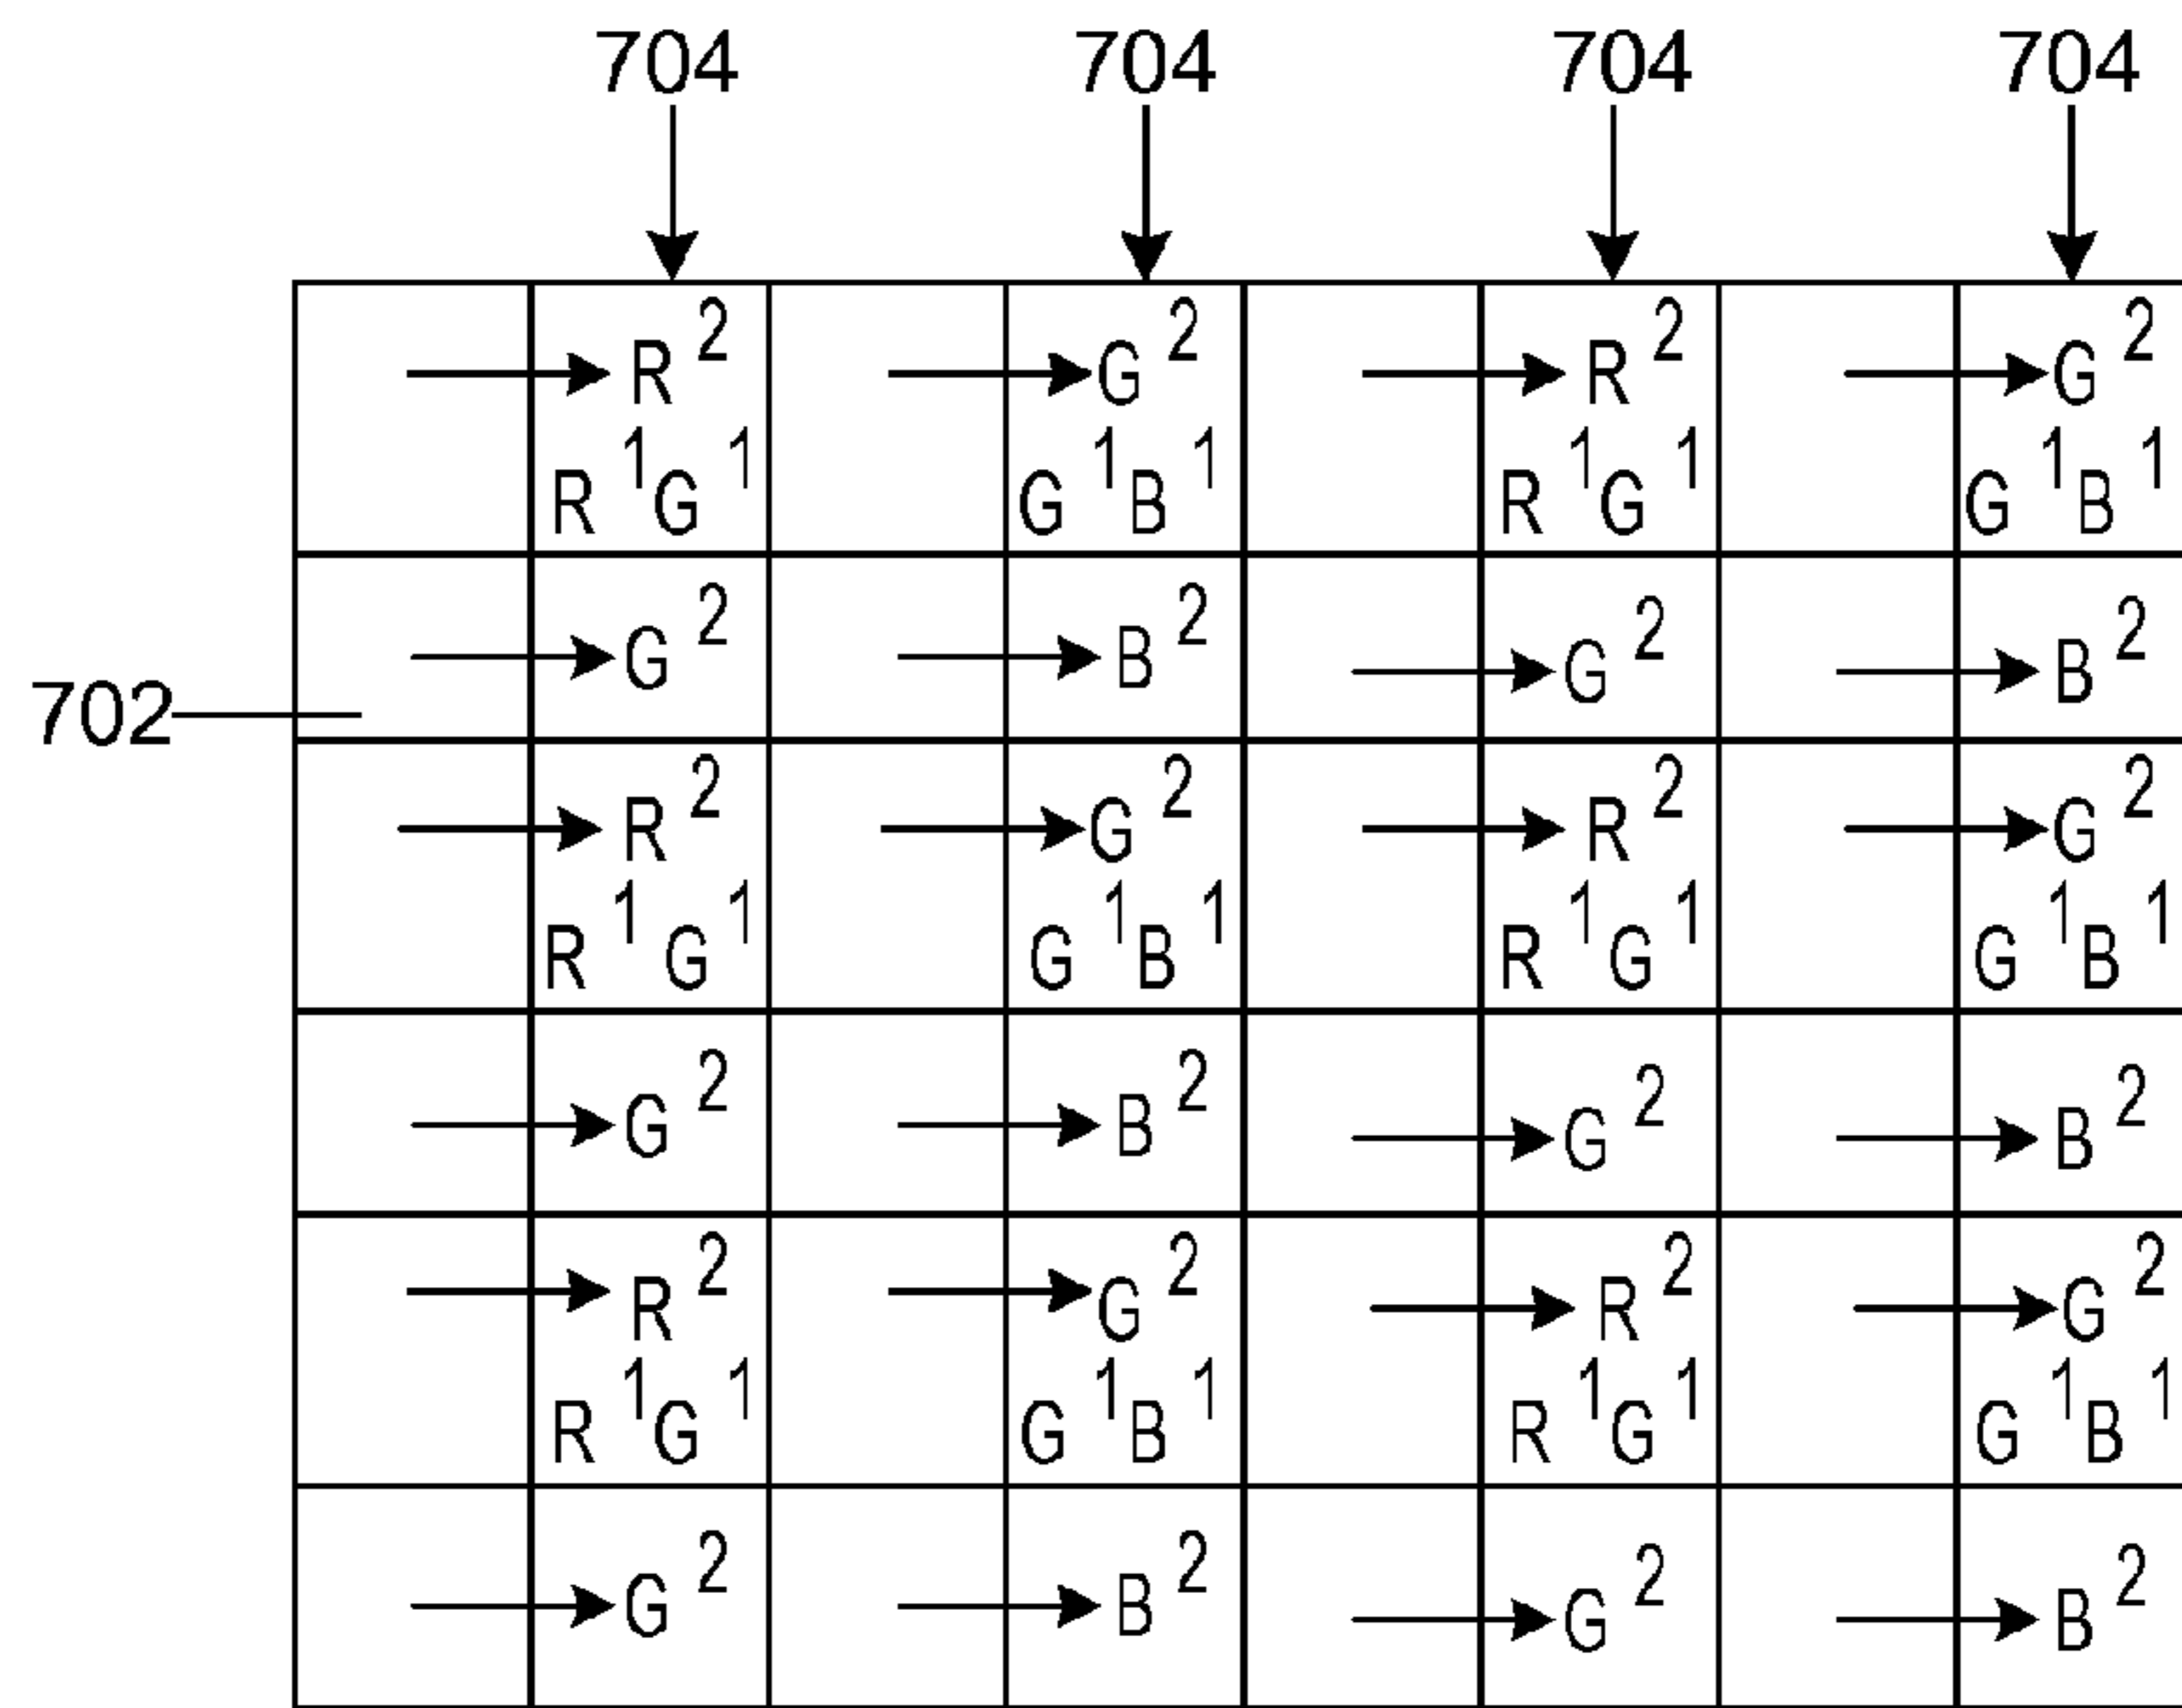 704 704 704 704
R² G² R² G²
R¹G¹ G¹B¹ R¹G¹ G¹B¹
G² B² G² B²
702
R² G² R² G²
R¹G¹ G¹B¹ R¹G¹ G¹B¹
G² B² G² B²
R² G² R² G²
R¹G¹ G¹B¹ R¹G¹ G¹B¹
G² B² G² B²